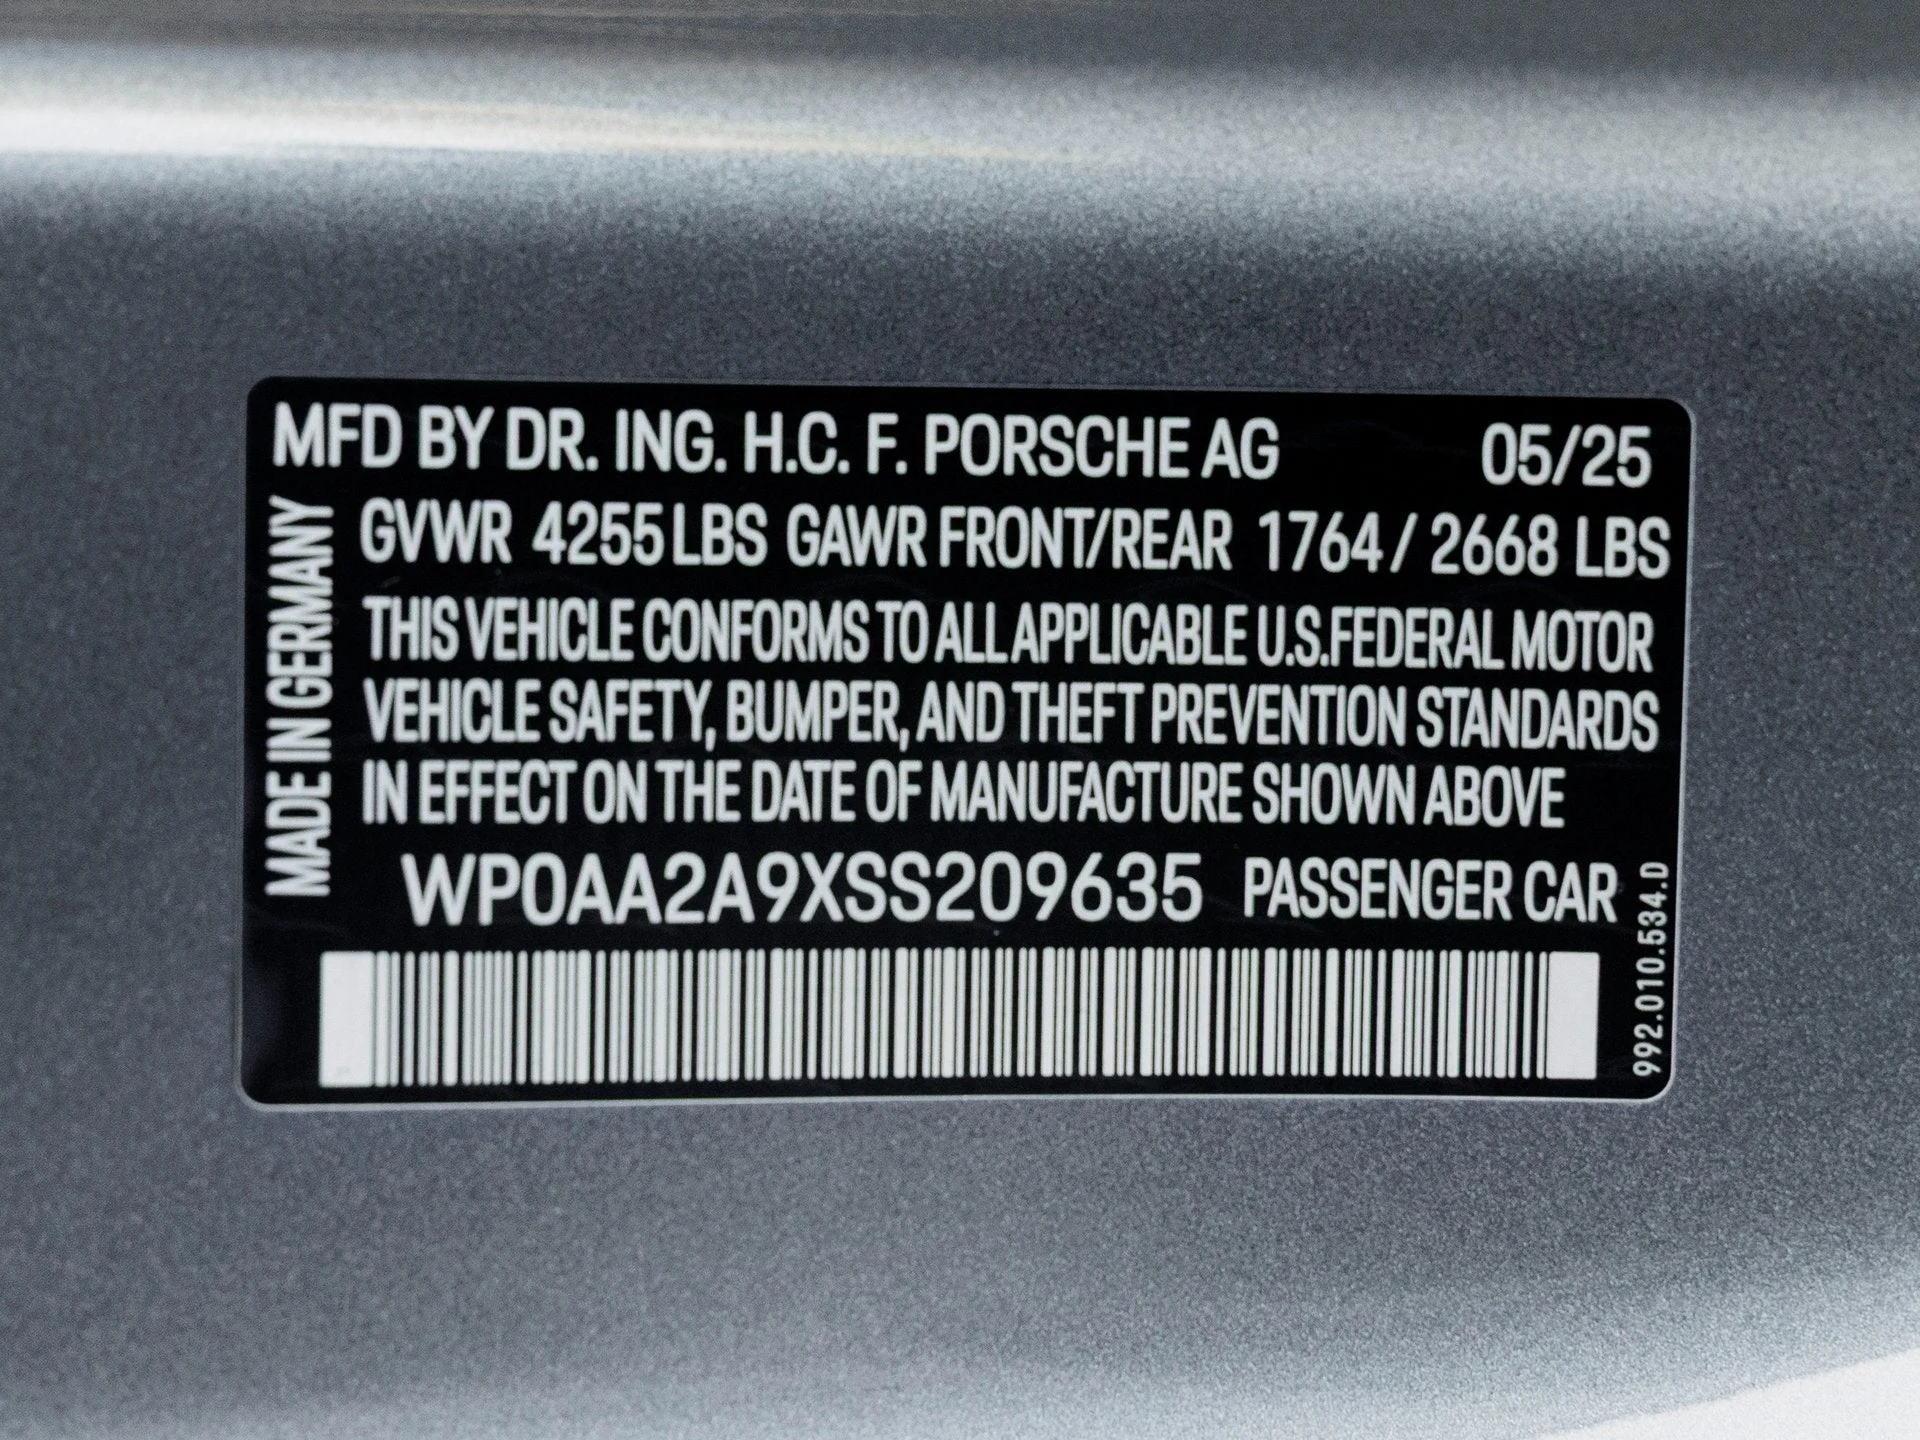 MFD BY DR. ING. H.C. F. PORSCHE AG 05/25
MADE IN GERMANY
GVWR 4255 LBS GAWR FRONT/REAR 1764 / 2668 LBS
THIS VEHICLE CONFORMS TO ALL APPLICABLE U.S.FEDERAL MOTOR
VEHICLE SAFETY, BUMPER, AND THEFT PREVENTION STANDARDS
IN EFFECT ON THE DATE OF MANUFACTURE SHOWN ABOVE
WP0AA2A9XSS209635 PASSENGER CAR
992.010.534.D